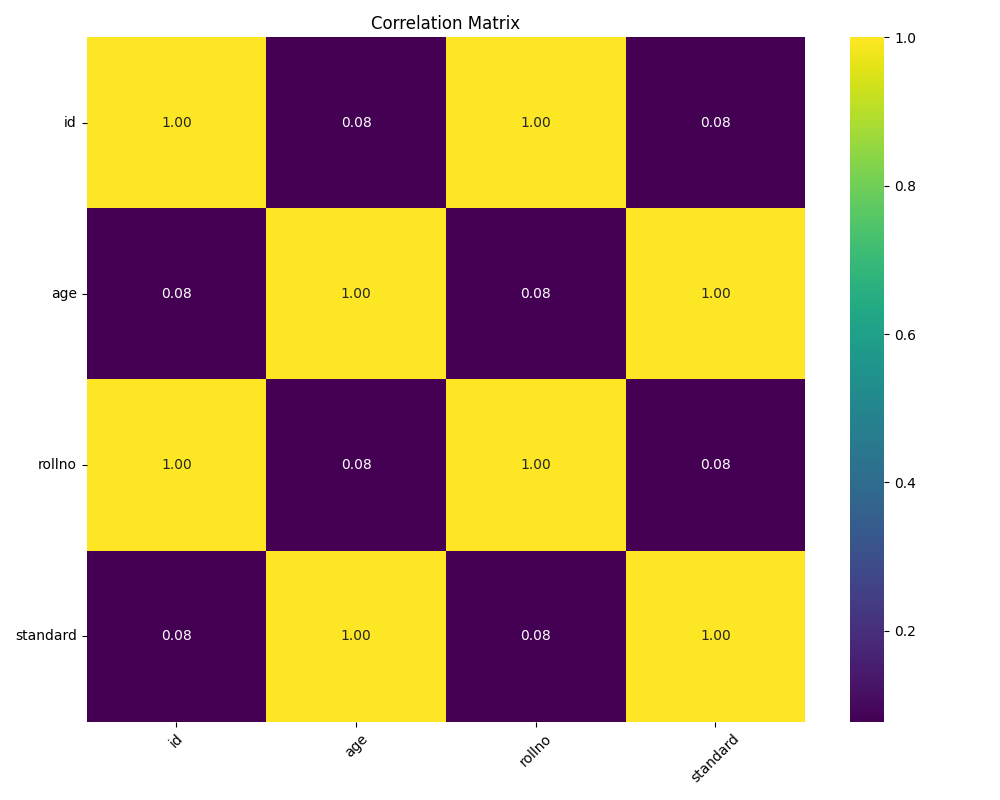 Correlation Matrix
id 1.00 0.08 1.00 0.08
age 0.08 1.00 0.08 1.00
rollno 1.00 0.08 1.00 0.08
standard 0.08 1.00 0.08 1.00
id age rollno standard
1.0
0.8
0.6
0.4
0.2